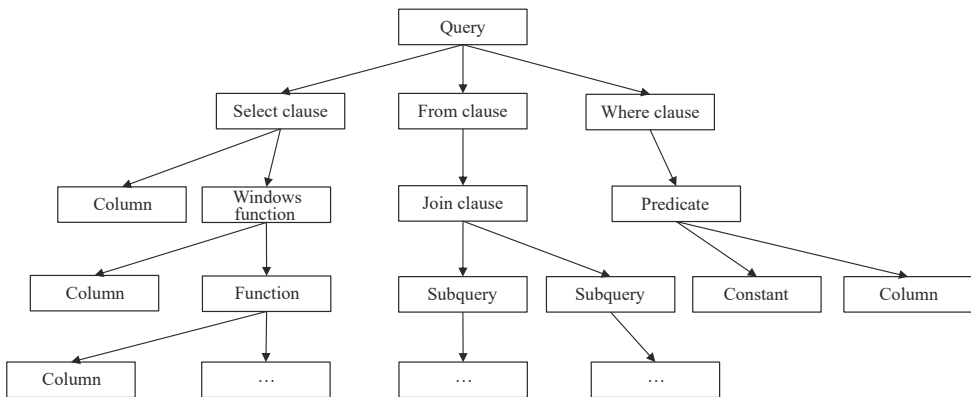 Query
Select clause
From clause
Where clause
Column
Windows
function
Join clause
Predicate
Column
Function
Subquery
Subquery
Constant
Column
Column
…
…
…